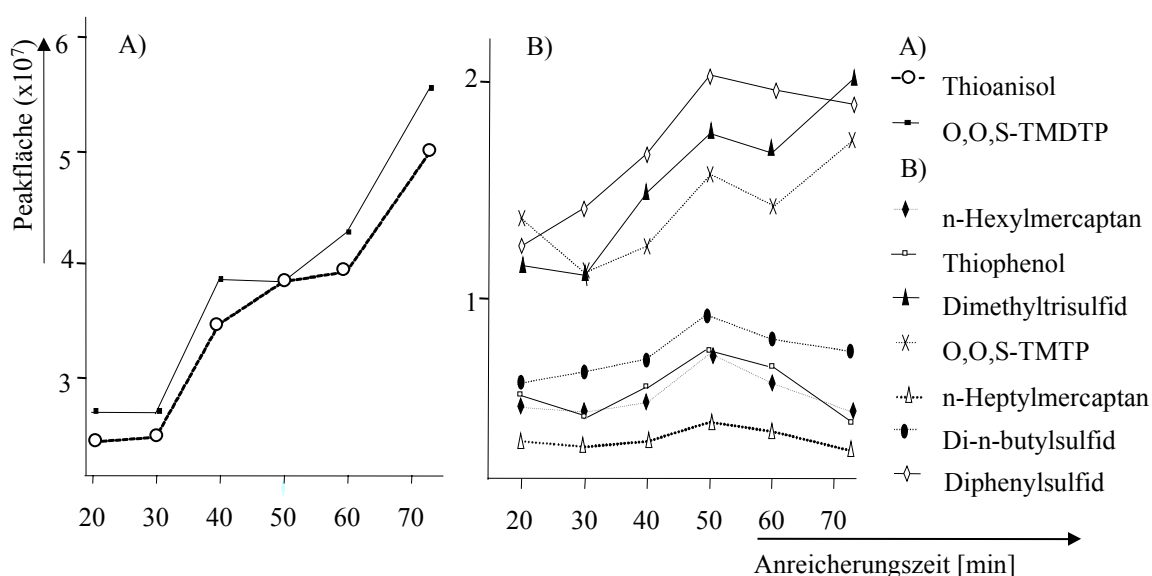 Peakfläche (x10⁷)
6
5
4
3
A)
20 30 40 50 60 70
B)
2
1
20 30 40 50 60 70
Anreicherungszeit [min]
A)
Thioanisol
O,O,S-TMDTP
B)
n-Hexylmercaptan
Thiophenol
Dimethyltrisulfid
O,O,S-TMTP
n-Heptylmercaptan
Di-n-butylsulfid
Diphenylsulfid